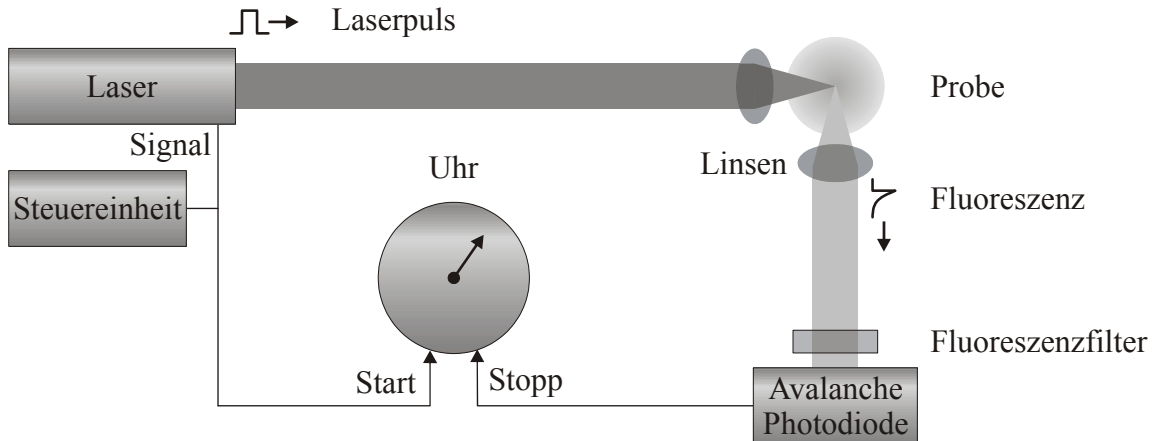 Laserpuls
Laser
Probe
Signal
Uhr
Linsen
Steuereinheit
Fluoreszenz
Fluoreszenzfilter
Start
Stopp
Avalanche
Photodiode